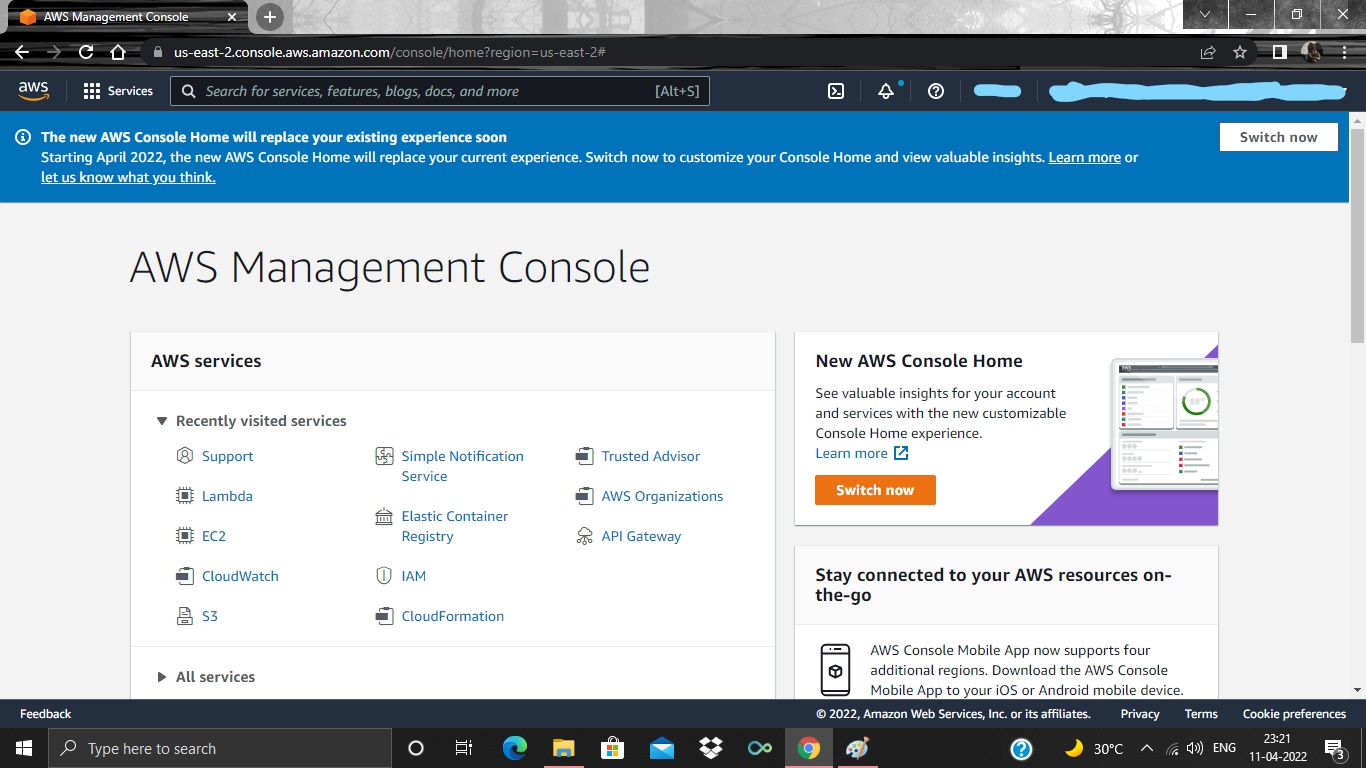 AWS Management Console
us-east-2.console.aws.amazon.com/console/home?region=us-east-2#
aws
Services
Search for services, features, blogs, docs, and more
[Alt+S]
The new AWS Console Home will replace your existing experience soon
Starting April 2022, the new AWS Console Home will replace your current experience. Switch now to customize your Console Home and view valuable insights. Learn more or
let us know what you think.
Switch now
AWS Management Console
AWS services
Recently visited services
Support
Lambda
EC2
CloudWatch
S3
Simple Notification
Service
Elastic Container
Registry
IAM
CloudFormation
Trusted Advisor
AWS Organizations
API Gateway
All services
New AWS Console Home
See valuable insights for your account
and services with the new customizable
Console Home experience.
Learn more
Switch now
Stay connected to your AWS resources on-
the-go
AWS Console Mobile App now supports four
additional regions. Download the AWS Console
Mobile App to your iOS or Android mobile device.
Feedback
© 2022, Amazon Web Services, Inc. or its affiliates.
Privacy
Terms
Cookie preferences
Type here to search
30°C
ENG
23:21
11-04-2022
3